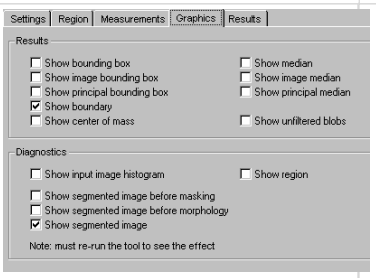 Settings Region Measurements Graphics Results
Results
Show bounding box Show median
Show image bounding box Show image median
Show principal bounding box Show principal median
Show boundary
Show center of mass Show unfiltered blobs
Diagnostics
Show input image histogram Show region
Show segmented image before masking
Show segmented image before morphology
Show segmented image
Note: must re-run the tool to see the effect